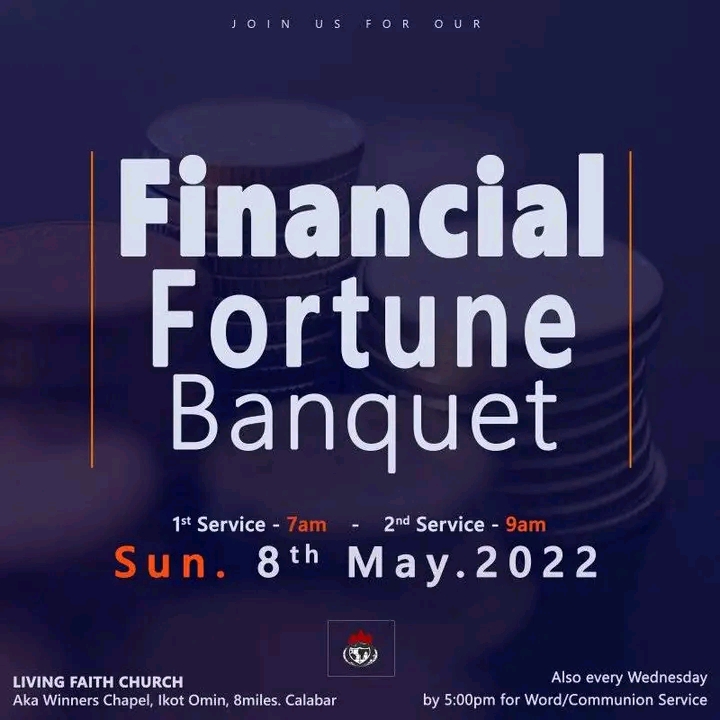 JOIN US FOR OUR
Financial
Fortune
Banquet
1st Service - 7am - 2nd Service - 9am
Sun. 8th May.2022
LIVING FAITH CHURCH
Aka Winners Chapel, Ikot Omin, 8miles. Calabar
Also every Wednesday
by 5:00pm for Word/Communion Service